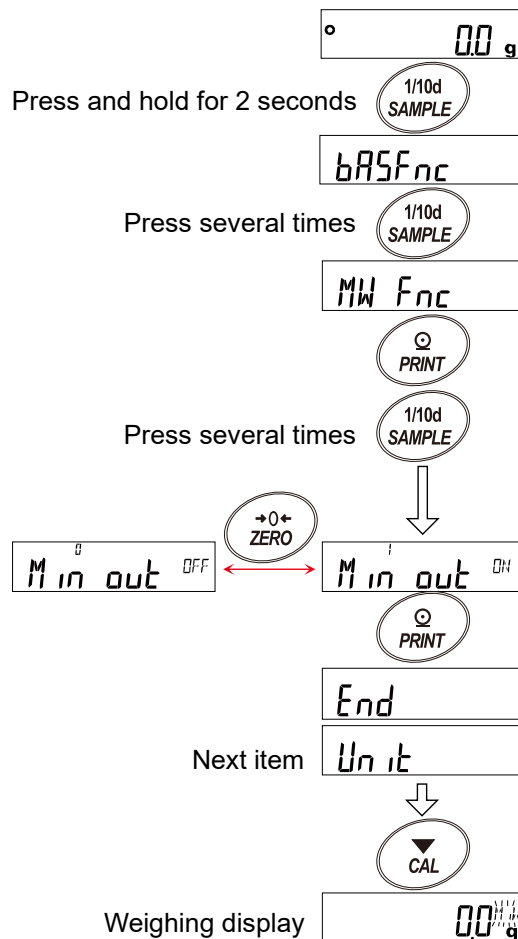 0.0 g
Press and hold for 2 seconds
1/10d
SAMPLE
bASFnc
Press several times
1/10d
SAMPLE
MW Fnc
PRINT
Press several times
1/10d
SAMPLE
→0←
ZERO
0
Min out OFF
1
Min out ON
PRINT
End
Next item
Unit
CAL
Weighing display
0.0 g